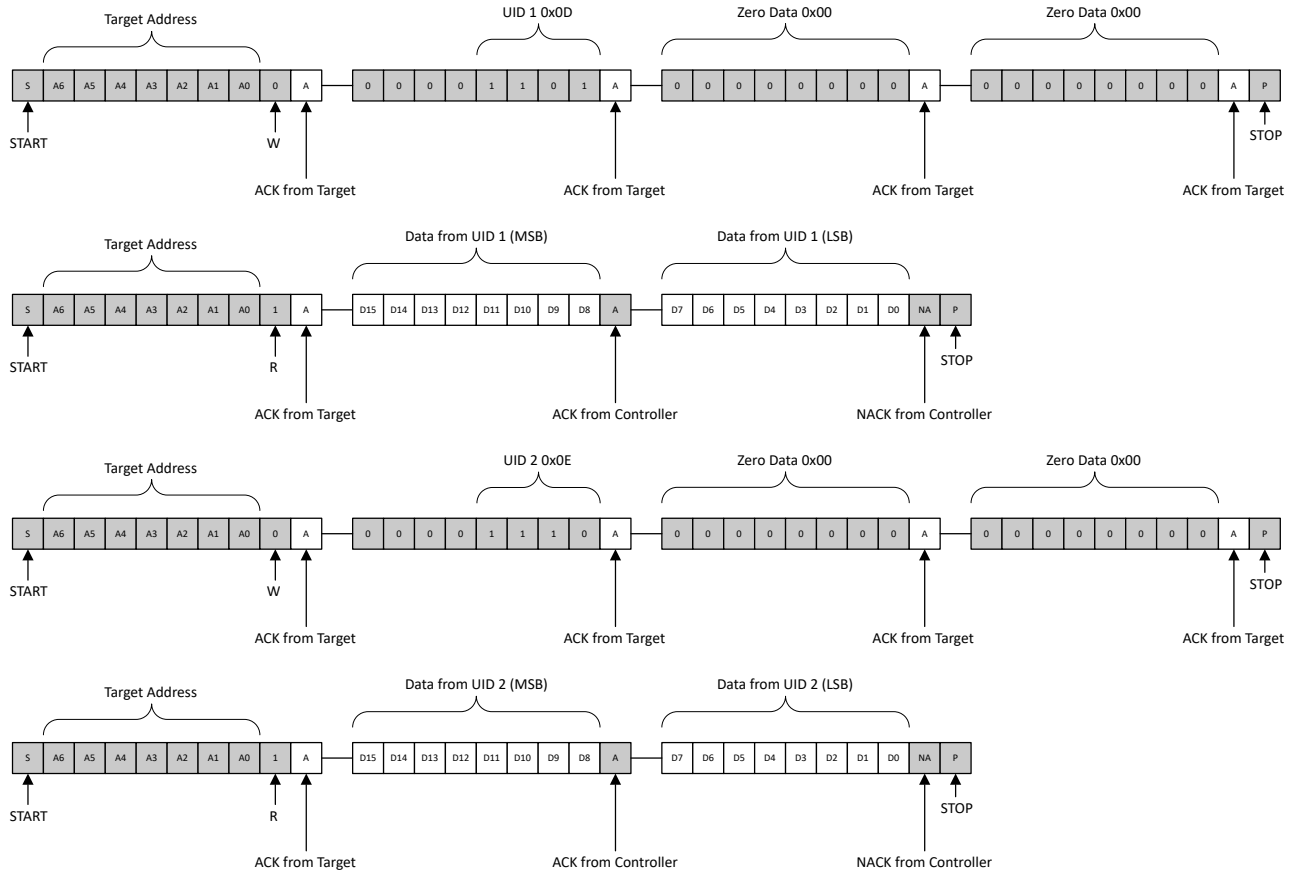 Target Address UID 1 0x0D Zero Data 0x00 Zero Data 0x00
S A6 A5 A4 A3 A2 A1 A0 0 A 0 0 0 0 1 1 0 1 A 0 0 0 0 0 0 0 0 A 0 0 0 0 0 0 0 0 A P
START W STOP
ACK from Target ACK from Target ACK from Target ACK from Target
Target Address Data from UID 1 (MSB) Data from UID 1 (LSB)
S A6 A5 A4 A3 A2 A1 A0 1 A D15 D14 D13 D12 D11 D10 D9 D8 A D7 D6 D5 D4 D3 D2 D1 D0 NA P
START R STOP
ACK from Target ACK from Controller NACK from Controller
Target Address UID 2 0x0E Zero Data 0x00 Zero Data 0x00
S A6 A5 A4 A3 A2 A1 A0 0 A 0 0 0 0 1 1 1 0 A 0 0 0 0 0 0 0 0 A 0 0 0 0 0 0 0 0 A P
START W STOP
ACK from Target ACK from Target ACK from Target ACK from Target
Target Address Data from UID 2 (MSB) Data from UID 2 (LSB)
S A6 A5 A4 A3 A2 A1 A0 1 A D15 D14 D13 D12 D11 D10 D9 D8 A D7 D6 D5 D4 D3 D2 D1 D0 NA P
START R STOP
ACK from Target ACK from Controller NACK from Controller